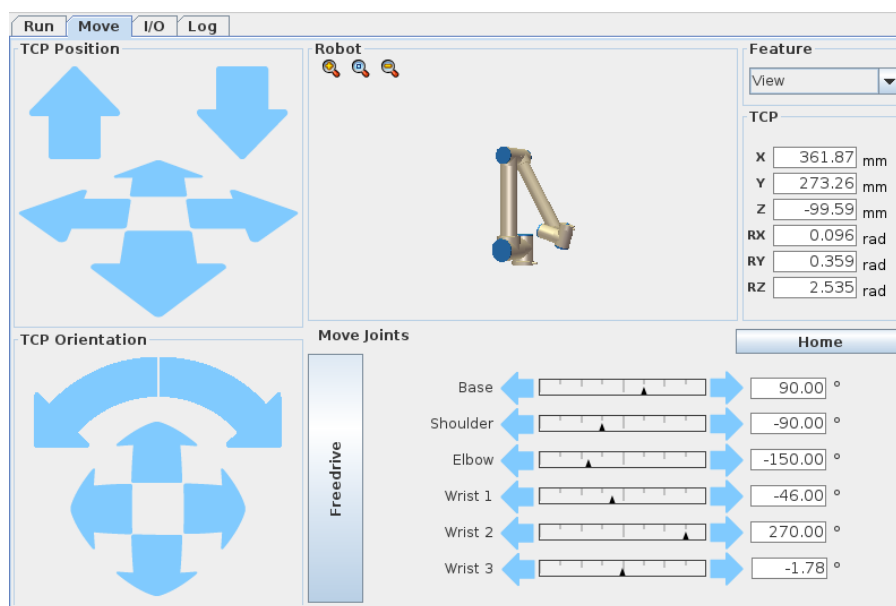 Run Move I/O Log
TCP Position
Robot
Feature
View
TCP
X 361.87 mm
Y 273.26 mm
Z -99.59 mm
RX 0.096 rad
RY 0.359 rad
RZ 2.535 rad
TCP Orientation
Move Joints
Home
Freedrive
Base 90.00 °
Shoulder -90.00 °
Elbow -150.00 °
Wrist 1 -46.00 °
Wrist 2 270.00 °
Wrist 3 -1.78 °